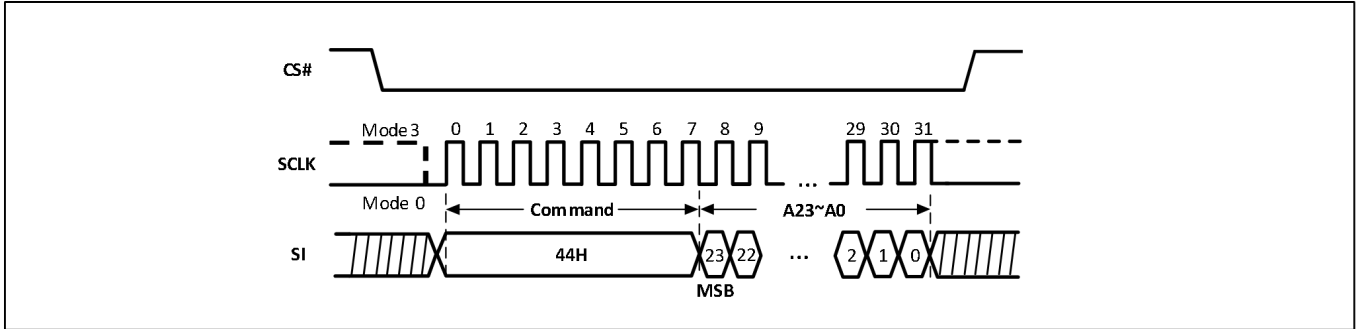 CS#
Mode 3 0 1 2 3 4 5 6 7 8 9 29 30 31
SCLK
...
Mode 0
Command A23~A0
SI 44H 23 22 ... 2 1 0
MSB